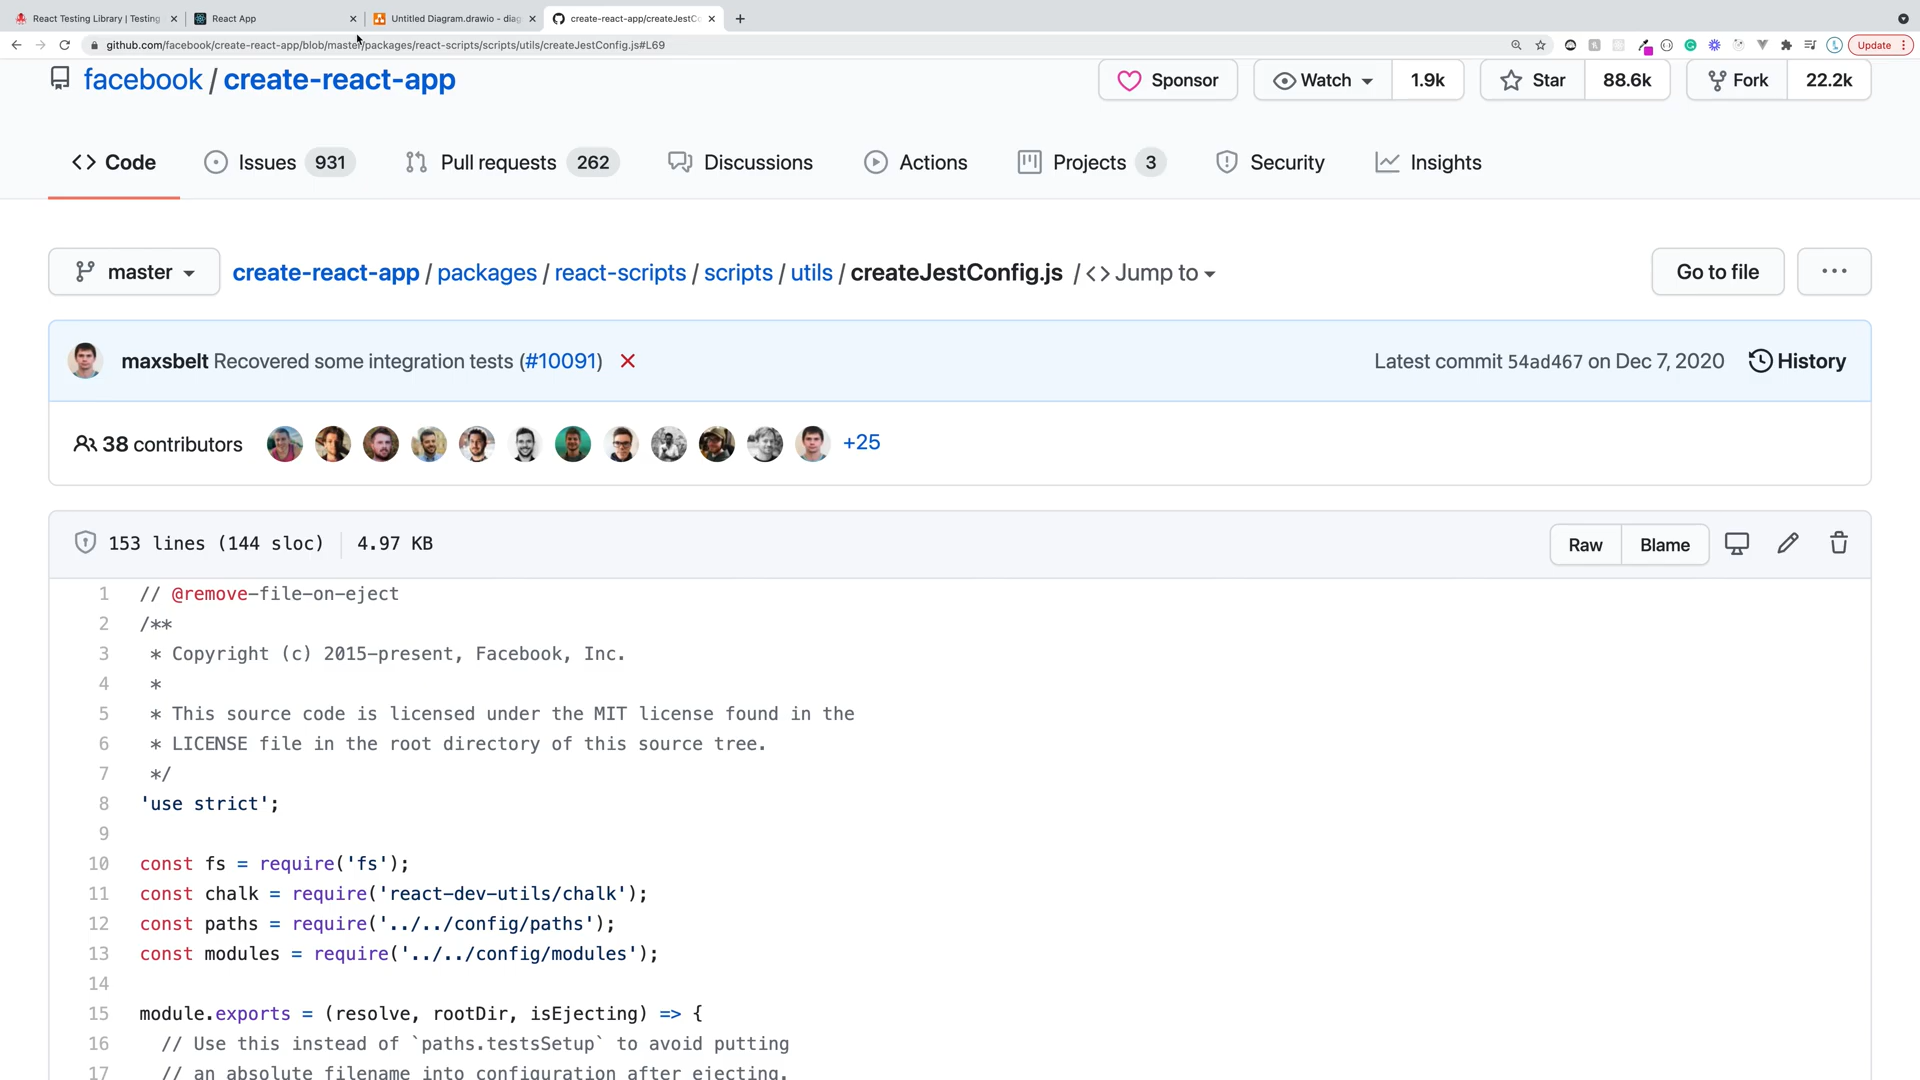 React Testing Library | Testing
React App
Untitled Diagram.drawio - diag
create-react-app/createJestC
github.com/facebook/create-react-app/blob/master/packages/react-scripts/scripts/utils/createJestConfig.js#L69
Update
facebook / create-react-app
Sponsor
Watch 1.9k
Star 88.6k
Fork 22.2k
Code
Issues 931
Pull requests 262
Discussions
Actions
Projects 3
Security
Insights
master
create-react-app / packages / react-scripts / scripts / utils / createJestConfig.js / <> Jump to
Go to file
...
maxsbelt Recovered some integration tests (#10091)
Latest commit 54ad467 on Dec 7, 2020
History
38 contributors
+25
153 lines (144 sloc) 4.97 KB
Raw
Blame
1 // @remove-file-on-eject
2 /**
3 * Copyright (c) 2015-present, Facebook, Inc.
4 *
5 * This source code is licensed under the MIT license found in the
6 * LICENSE file in the root directory of this source tree.
7 */
8 'use strict';
9
10 const fs = require('fs');
11 const chalk = require('react-dev-utils/chalk');
12 const paths = require('../../config/paths');
13 const modules = require('../../config/modules');
14
15 module.exports = (resolve, rootDir, isEjecting) => {
16 // Use this instead of `paths.testsSetup` to avoid putting
17 // an absolute filename into configuration after ejecting.